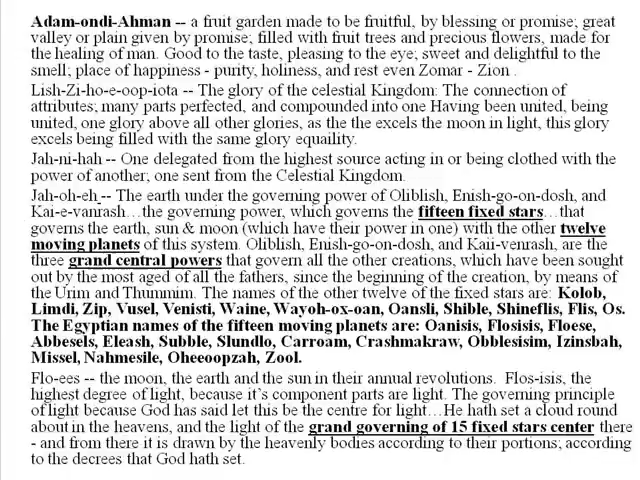 Adam-ondi-Ahman -- a fruit garden made to be fruitful, by blessing or promise; great
valley or plain given by promise; filled with fruit trees and precious flowers, made for
the healing of man. Good to the taste, pleasing to the eye; sweet and delightful to the
smell; place of happiness - purity, holiness, and rest even Zomar - Zion .
Lish-Zi-ho-e-oop-iota -- The glory of the celestial Kingdom: The connection of
attributes; many parts perfected, and compounded into one Having been united, being
united, one glory above all other glories, as the the excels the moon in light, this glory
excels being filled with the same glory equaility.
Jah-ni-hah -- One delegated from the highest source acting in or being clothed with the
power of another; one sent from the Celestial Kingdom.
Jah-oh-eh -- The earth under the governing power of Oliblish, Enish-go-on-dosh, and
Kai-e-vanrash…the governing power, which governs the fifteen fixed stars…that
governs the earth, sun & moon (which have their power in one) with the other twelve
moving planets of this system. Oliblish, Enish-go-on-dosh, and Kaii-venrash, are the
three grand central powers that govern all the other creations, which have been sought
out by the most aged of all the fathers, since the beginning of the creation, by means of
the Urim and Thummim. The names of the other twelve of the fixed stars are: Kolob,
Limdi, Zip, Vusel, Venisti, Waine, Wayoh-ox-oan, Oansli, Shible, Shineflis, Flis, Os.
The Egyptian names of the fifteen moving planets are: Oanisis, Flosisis, Floese,
Abbesels, Eleash, Subble, Slundlo, Carroam, Crashmakraw, Obblesisim, Izinsbah,
Missel, Nahmesile, Oheeoopzah, Zool.
Flo-ees -- the moon, the earth and the sun in their annual revolutions.  Flos-isis, the
highest degree of light, because it's component parts are light. The governing principle
of light because God has said let this be the centre for light…He hath set a cloud round
about in the heavens, and the light of the grand governing of 15 fixed stars center there
- and from there it is drawn by the heavenly bodies according to their portions; according
to the decrees that God hath set.